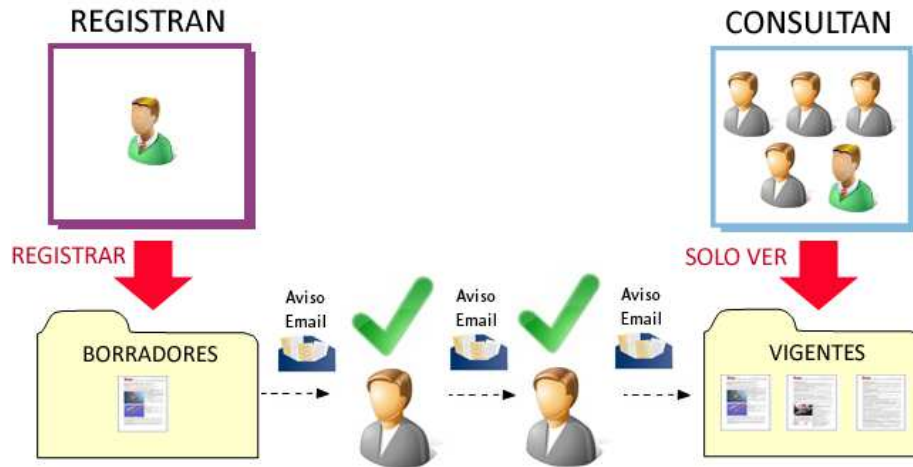 REGISTRAN
CONSULTAN
REGISTRAR
SOLO VER
Aviso
Email
Aviso
Email
Aviso
Email
BORRADORES
VIGENTES